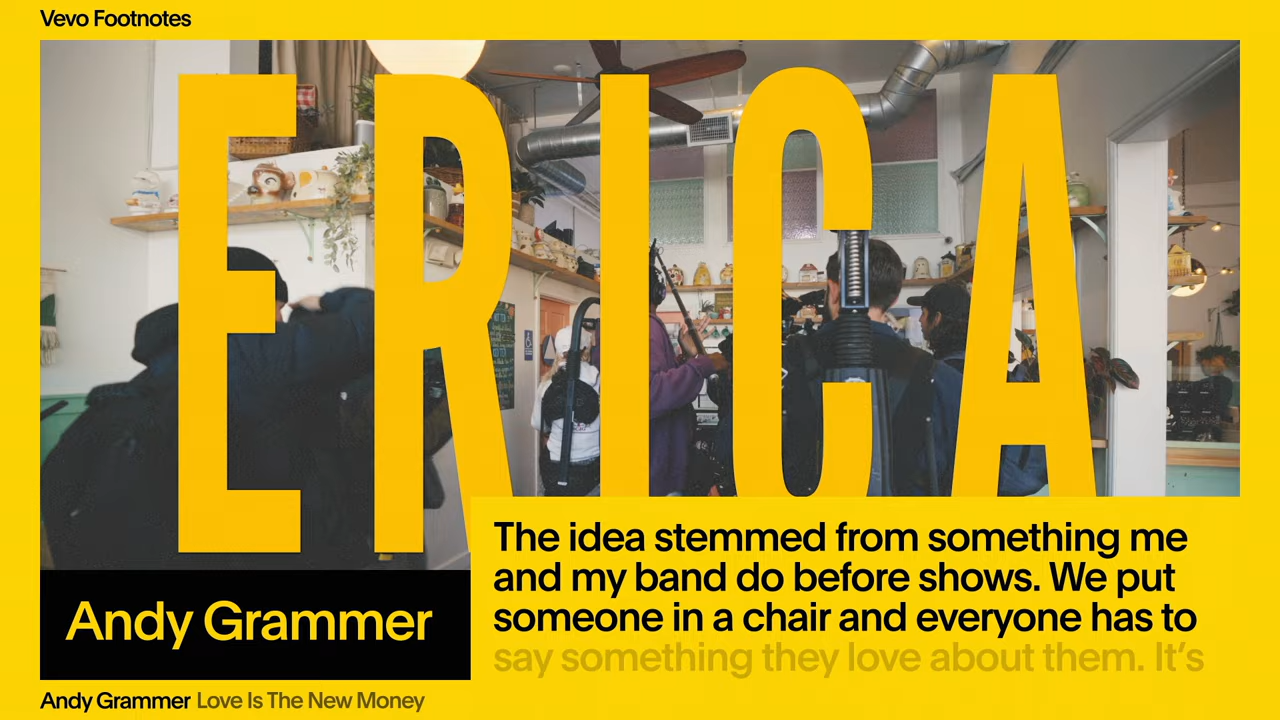 Vevo Footnotes
ERICA
The idea stemmed from something me
and my band do before shows. We put
someone in a chair and everyone has to
say something they love about them. It's
Andy Grammer
Andy Grammer Love Is The New Money